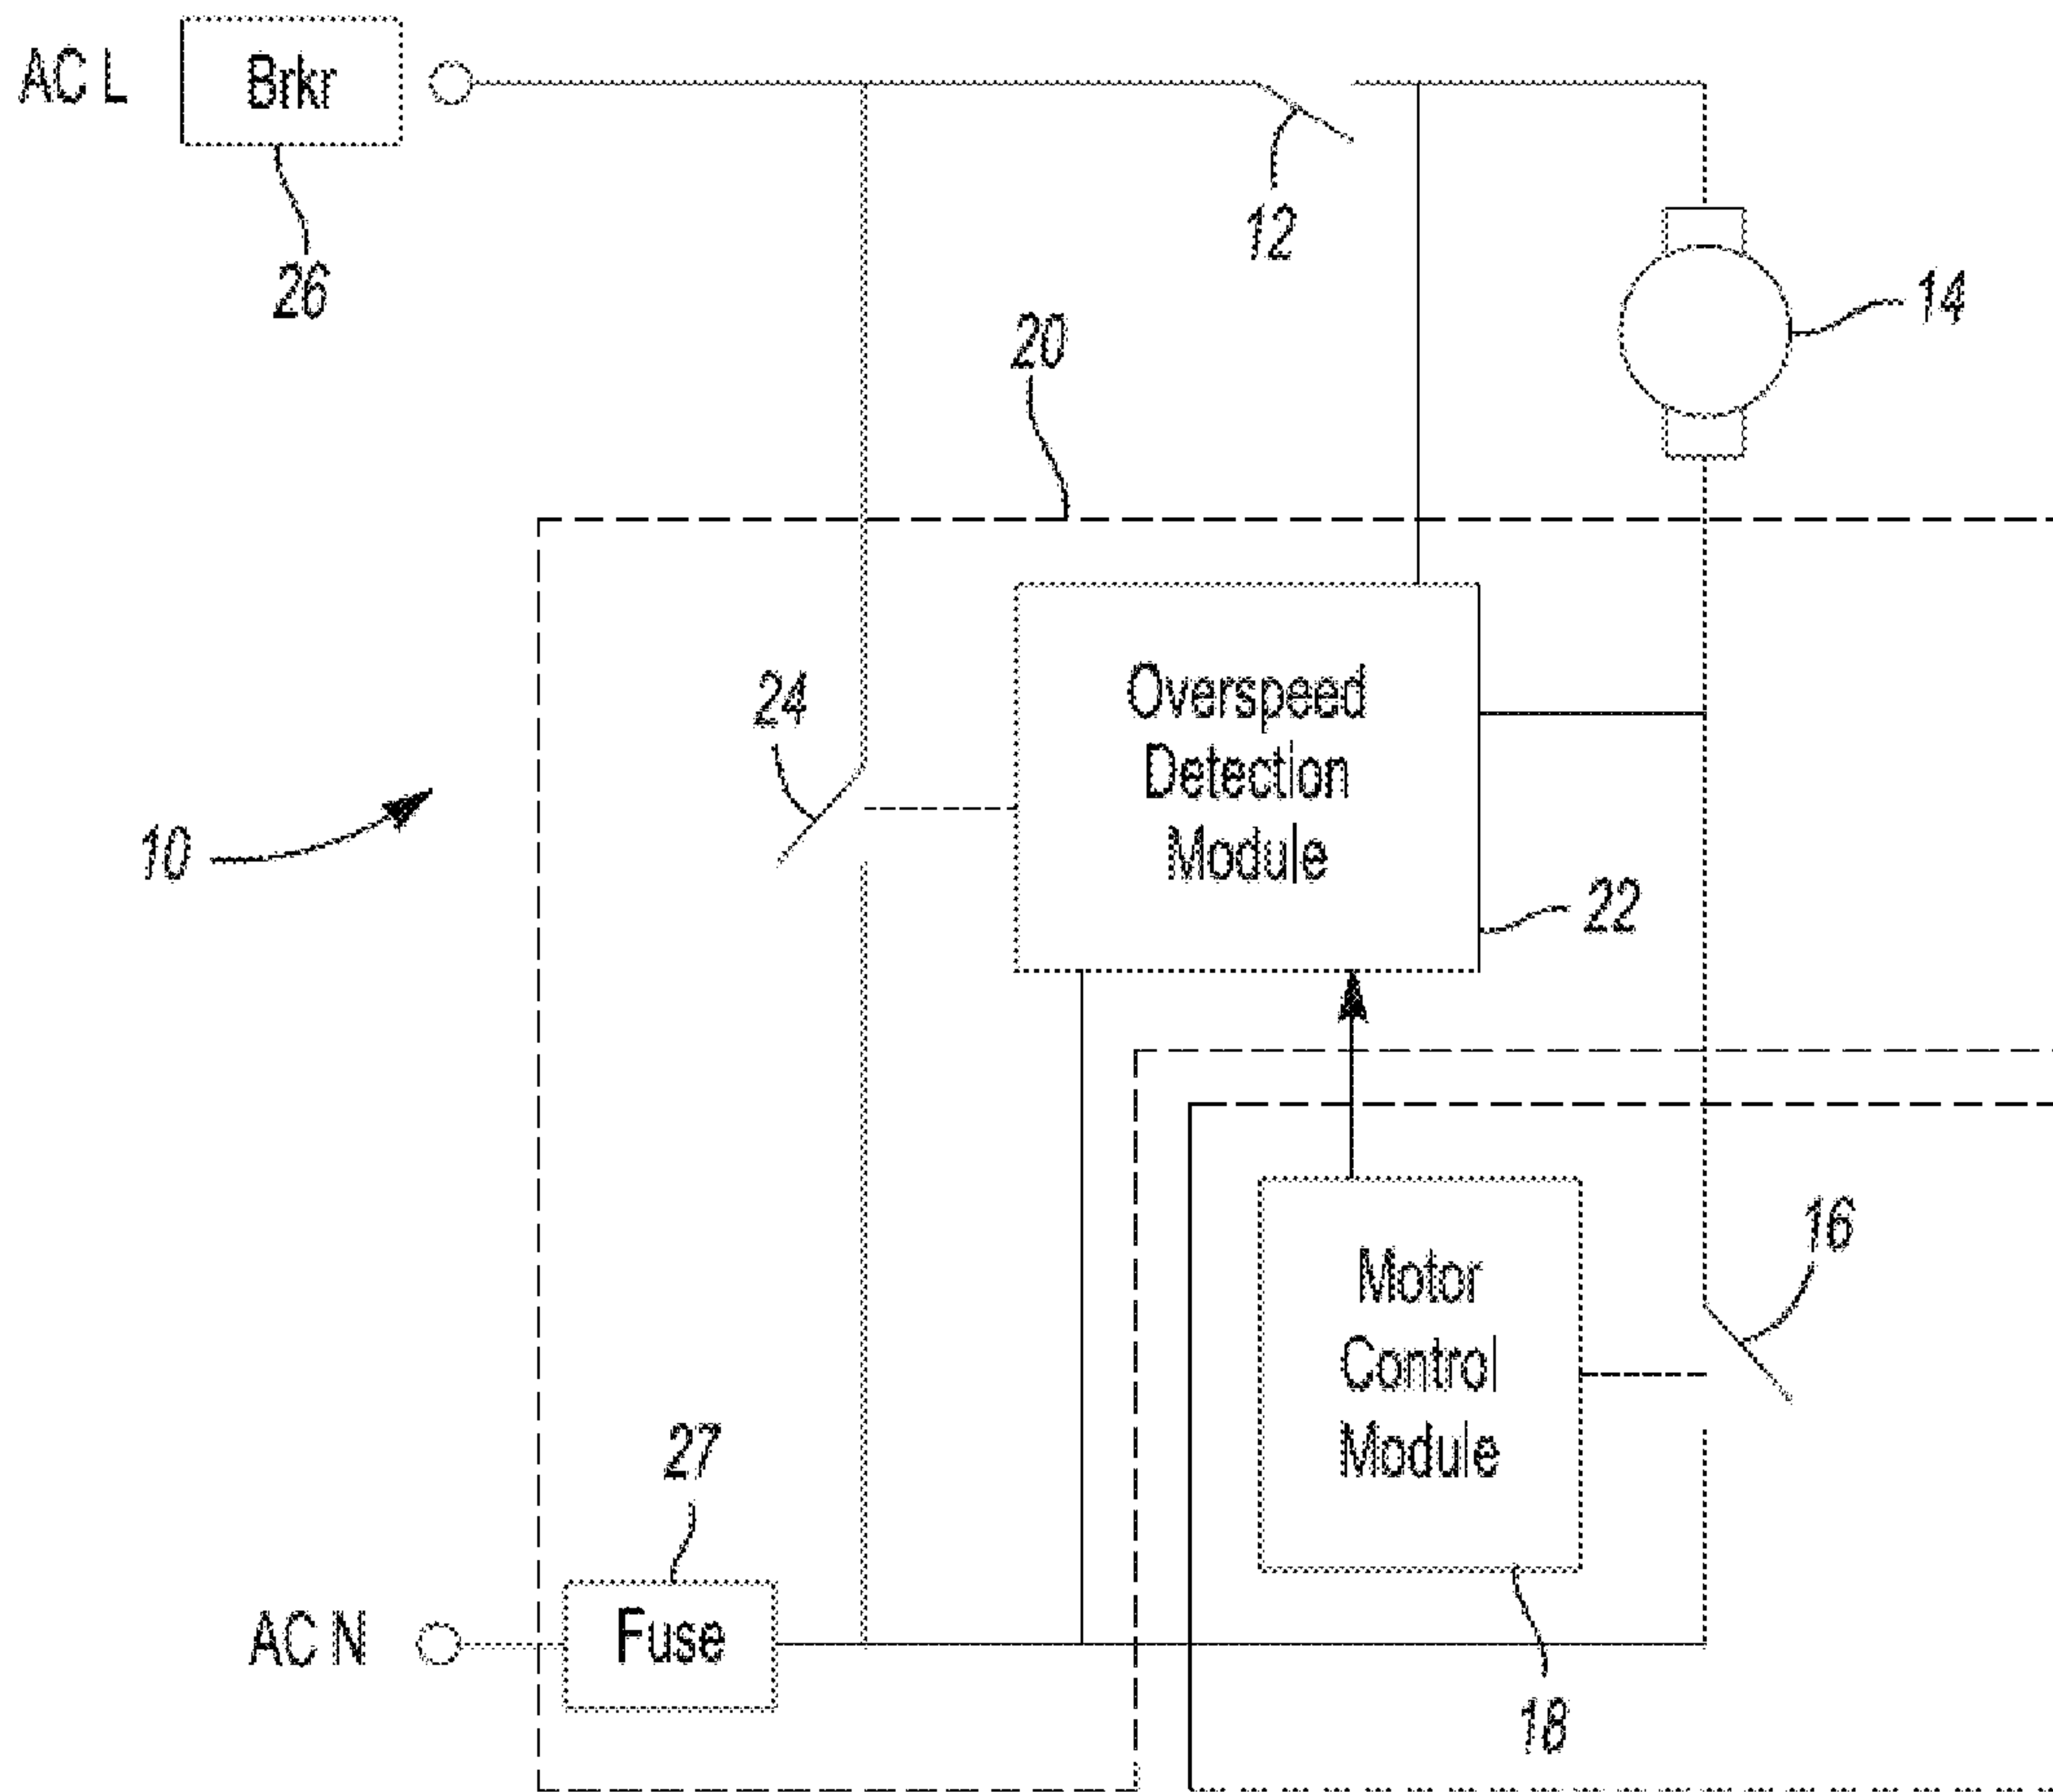 AC L
Brkr
26
12
14
20
24
Overspeed
Detection
Module
10
22
16
Motor
Control
Module
27
AC N
Fuse
18